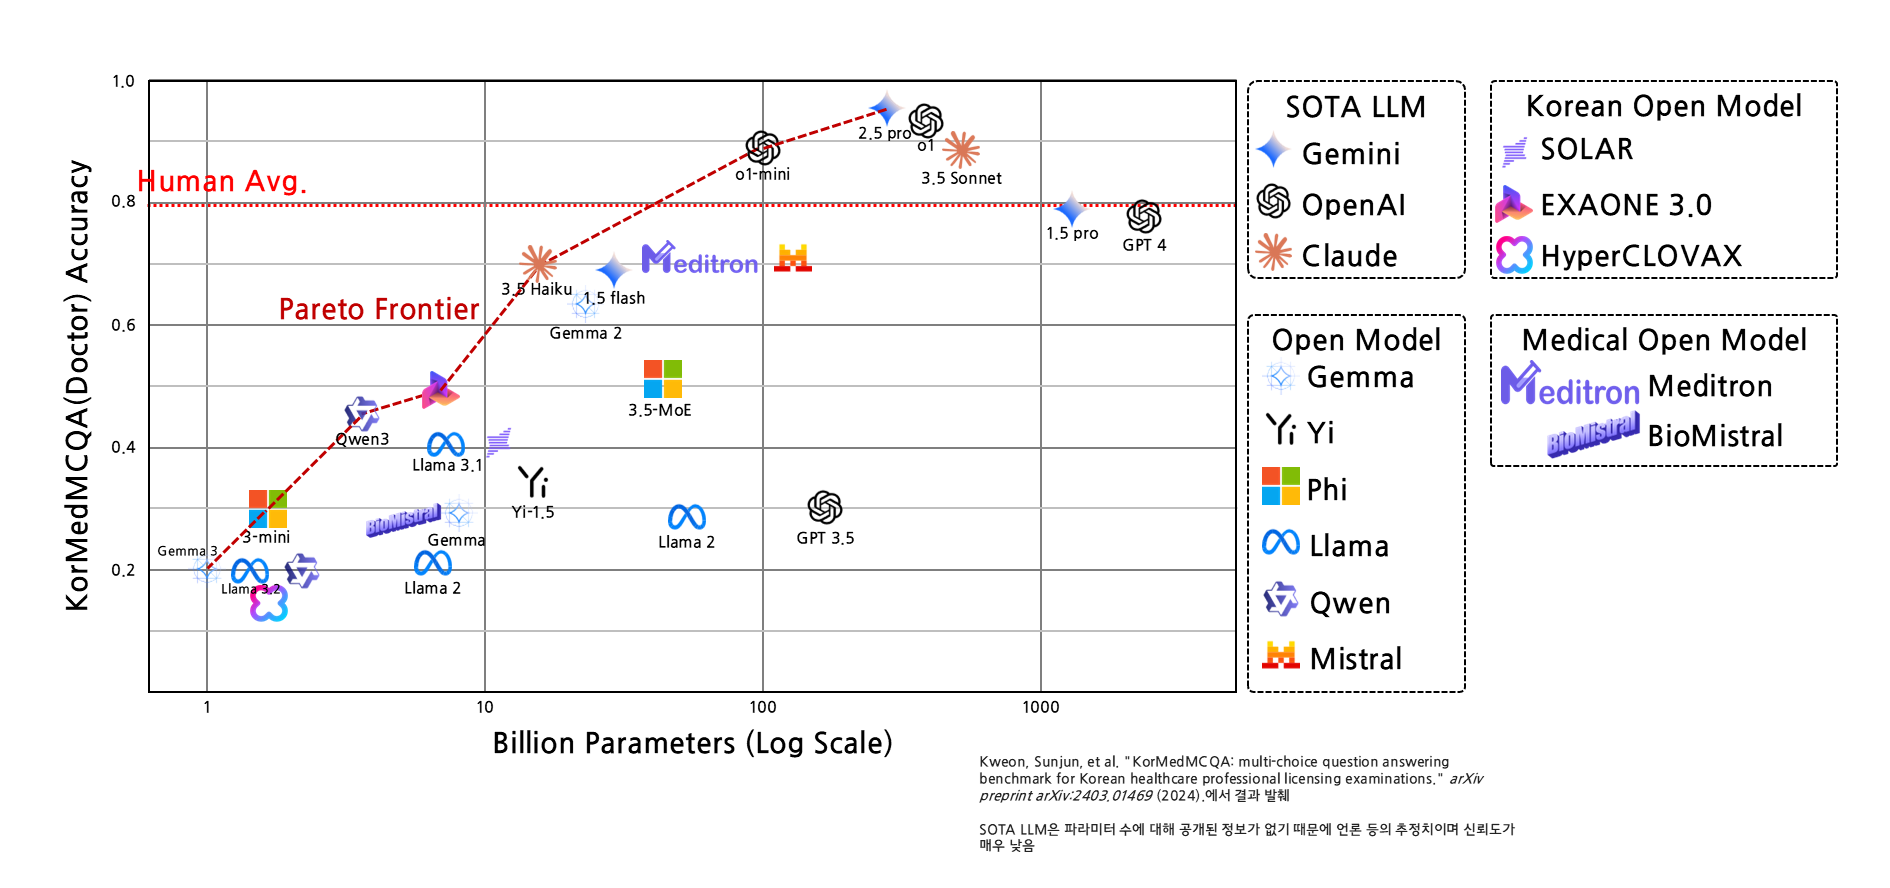 KorMedMCQA(Doctor) Accuracy
1.0
0.8
0.6
0.4
0.2
Human Avg.
Pareto Frontier
2.5 pro
o1
o1-mini
3.5 Sonnet
1.5 pro
GPT 4
Meditron
3.5 Haiku
1.5 flash
Gemma 2
3.5-MoE
Qwen3
Llama 3.1
Yi
Yi-1.5
BioMistral
Gemma
3-mini
Llama 2
GPT 3.5
Gemma 3
Llama 3.2
Llama 2
1
10
100
1000
Billion Parameters (Log Scale)
SOTA LLM
Gemini
OpenAI
Claude
Korean Open Model
SOLAR
EXAONE 3.0
HyperCLOVAX
Open Model
Gemma
Yi Yi
Phi
Llama
Qwen
Mistral
Medical Open Model
Meditron Meditron
BioMistral BioMistral
Kweon, Sunjun, et al. "KorMedMCQA: multi-choice question answering
benchmark for Korean healthcare professional licensing examinations." arXiv
preprint arXiv:2403.01469 (2024).에서 결과 발췌
SOTA LLM은 파라미터 수에 대해 공개된 정보가 없기 때문에 언론 등의 추정치이며 신뢰도가
매우 낮음